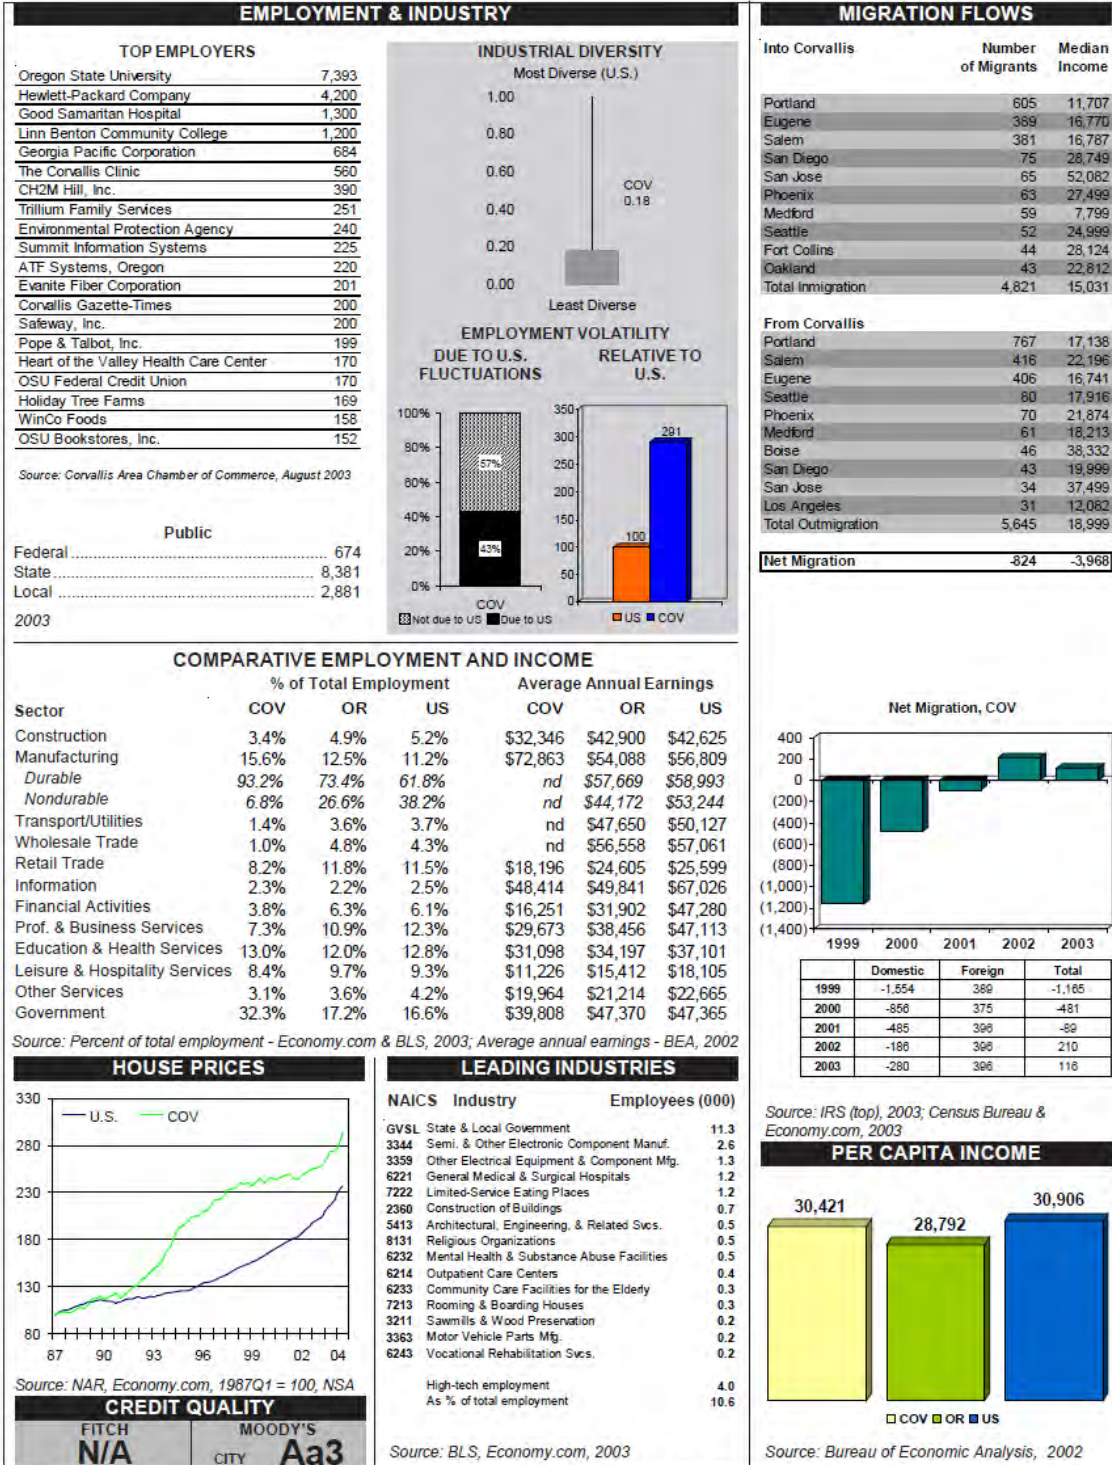 EMPLOYMENT & INDUSTRY
TOP EMPLOYERS
Oregon State University 7,393
Hewlett-Packard Company 4,200
Good Samaritan Hospital 1,300
Linn Benton Community College 1,200
Georgia Pacific Corporation 684
The Corvallis Clinic 560
CH2M Hill, Inc. 390
Trillium Family Services 251
Environmental Protection Agency 240
Summit Information Systems 225
ATF Systems, Oregon 220
Evanite Fiber Corporation 201
Corvallis Gazette-Times 200
Safeway, Inc. 200
Pope & Talbot, Inc. 199
Heart of the Valley Health Care Center 170
OSU Federal Credit Union 170
Holiday Tree Farms 169
WinCo Foods 158
OSU Bookstores, Inc. 152
Source: Corvallis Area Chamber of Commerce, August 2003
Public
Federal 674
State 8,381
Local 2,881
2003
INDUSTRIAL DIVERSITY
Most Diverse (U.S.)
1.00
0.80
0.60
COV
0.18
0.40
0.20
0.00
Least Diverse
EMPLOYMENT VOLATILITY
DUE TO U.S.
FLUCTUATIONS
100%
80%
57%
60%
40%
43%
20%
0%
COV
Not due to US Due to US
RELATIVE TO
U.S.
350
300
291
250
200
150
100
100
50
0
US COV
COMPARATIVE EMPLOYMENT AND INCOME
% of Total Employment Average Annual Earnings
Sector COV OR US COV OR US
Construction 3.4% 4.9% 5.2% $32,346 $42,900 $42,625
Manufacturing 15.6% 12.5% 11.2% $72,863 $54,088 $56,809
Durable 93.2% 73.4% 61.8% nd $57,669 $58,993
Nondurable 6.8% 26.6% 38.2% nd $44,172 $53,244
Transport/Utilities 1.4% 3.6% 3.7% nd $47,650 $50,127
Wholesale Trade 1.0% 4.8% 4.3% nd $56,558 $57,061
Retail Trade 8.2% 11.8% 11.5% $18,196 $24,605 $25,599
Information 2.3% 2.2% 2.5% $48,414 $49,841 $67,026
Financial Activities 3.8% 6.3% 6.1% $16,251 $31,902 $47,280
Prof. & Business Services 7.3% 10.9% 12.3% $29,673 $38,456 $47,113
Education & Health Services 13.0% 12.0% 12.8% $31,098 $34,197 $37,101
Leisure & Hospitality Services 8.4% 9.7% 9.3% $11,226 $15,412 $18,105
Other Services 3.1% 3.6% 4.2% $19,964 $21,214 $22,665
Government 32.3% 17.2% 16.6% $39,808 $47,370 $47,365
Source: Percent of total employment - Economy.com & BLS, 2003; Average annual earnings - BEA, 2002
HOUSE PRICES
330
U.S. COV
280
230
180
130
80
87 90 93 96 99 02 04
Source: NAR, Economy.com, 1987Q1 = 100, NSA
CREDIT QUALITY
FITCH MOODY'S
N/A CITY Aa3
LEADING INDUSTRIES
NAICS Industry Employees (000)
GVSL State & Local Government 11.3
3344 Semi. & Other Electronic Component Manuf. 2.6
3359 Other Electrical Equipment & Component Mfg. 1.3
6221 General Medical & Surgical Hospitals 1.2
7222 Limited-Service Eating Places 1.2
2360 Construction of Buildings 0.7
5413 Architectural, Engineering, & Related Svcs. 0.5
8131 Religious Organizations 0.5
6232 Mental Health & Substance Abuse Facilities 0.5
6214 Outpatient Care Centers 0.4
6233 Community Care Facilities for the Elderly 0.3
7213 Rooming & Boarding Houses 0.3
3211 Sawmills & Wood Preservation 0.2
3363 Motor Vehicle Parts Mfg. 0.2
6243 Vocational Rehabilitation Svcs. 0.2
High-tech employment 4.0
As % of total employment 10.6
Source: BLS, Economy.com, 2003
MIGRATION FLOWS
Into Corvallis Number Median
of Migrants Income
Portland 605 11,707
Eugene 389 16,770
Salem 381 16,787
San Diego 75 28,749
San Jose 65 52,082
Phoenix 63 27,499
Medford 59 7,799
Seattle 52 24,999
Fort Collins 44 28,124
Oakland 43 22,812
Total Inmigration 4,821 15,031
From Corvallis
Portland 767 17,138
Salem 416 22,196
Eugene 406 16,741
Seattle 80 17,916
Phoenix 70 21,874
Medford 61 18,213
Boise 46 38,332
San Diego 43 19,999
San Jose 34 37,499
Los Angeles 31 12,082
Total Outmigration 5,645 18,999
Net Migration -824 -3,968
Net Migration, COV
400
200
0
(200)
(400)
(600)
(800)
(1,000)
(1,200)
(1,400)
1999 2000 2001 2002 2003
Domestic Foreign Total
1999 -1,554 389 -1,165
2000 -856 375 -481
2001 -485 396 -89
2002 -186 396 210
2003 -280 396 116
Source: IRS (top), 2003; Census Bureau &
Economy.com, 2003
PER CAPITA INCOME
30,421
28,792
30,906
COV OR US
Source: Bureau of Economic Analysis, 2002